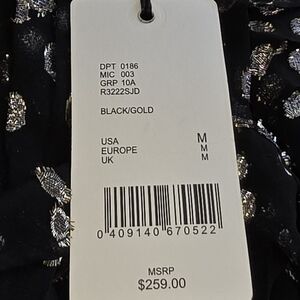 DPT 0186
MIC 003
GRP 10A
R3222SJD
BLACK/GOLD
USA M
EUROPE M
UK M
0 409140 670522
MSRP
$259.00